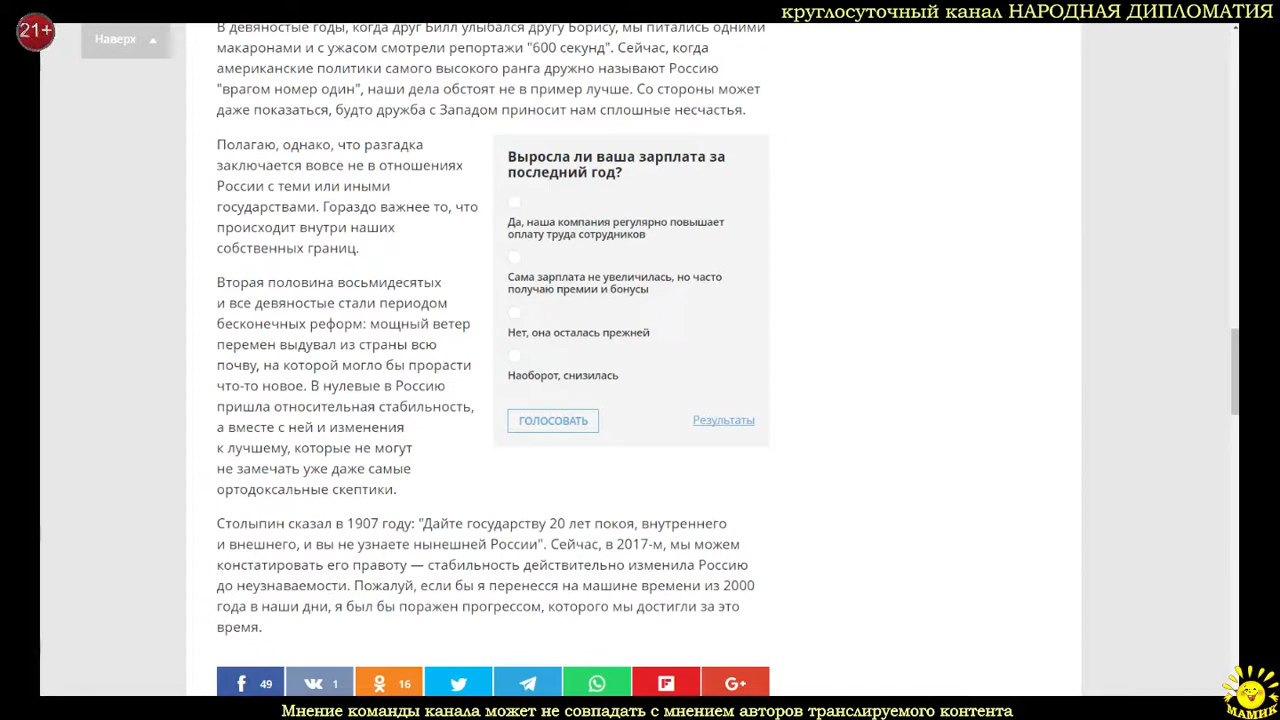 круглосуточный канал НАРОДНАЯ ДИПЛОМАТИЯ
21+
Наверх
В девяностые годы, когда друг Билл улыбался другу Борису, мы питались одними
макаронами и с ужасом смотрели репортажи "600 секунд". Сейчас, когда
американские политики самого высокого ранга дружно называют Россию
"врагом номер один", наши дела обстоят не в пример лучше. Со стороны может
даже показаться, будто дружба с Западом приносит нам сплошные несчастья.
Полагаю, однако, что разгадка
заключается вовсе не в отношениях
России с теми или иными
государствами. Гораздо важнее то, что
происходит внутри наших
собственных границ.
Вторая половина восьмидесятых
и все девяностые стали периодом
бесконечных реформ: мощный ветер
перемен выдувал из страны всю
почву, на которой могло бы прорасти
что-то новое. В нулевые в Россию
пришла относительная стабильность,
а вместе с ней и изменения
к лучшему, которые не могут
не замечать уже даже самые
ортодоксальные скептики.
Выросла ли ваша зарплата за
последний год?
Да, наша компания регулярно повышает
оплату труда сотрудников
Сама зарплата не увеличилась, но часто
получаю премии и бонусы
Нет, она осталась прежней
Наоборот, снизилась
ГОЛОСОВАТЬ
Результаты
Столыпин сказал в 1907 году: "Дайте государству 20 лет покоя, внутреннего
и внешнего, и вы не узнаете нынешней России". Сейчас, в 2017-м, мы можем
констатировать его правоту — стабильность действительно изменила Россию
до неузнаваемости. Пожалуй, если бы я перенесся на машине времени из 2000
года в наши дни, я был бы поражен прогрессом, которого мы достигли за это
время.
49
1
16
G+
МАМИК
Мнение команды канала может не совпадать с мнением авторов транслируемого контента